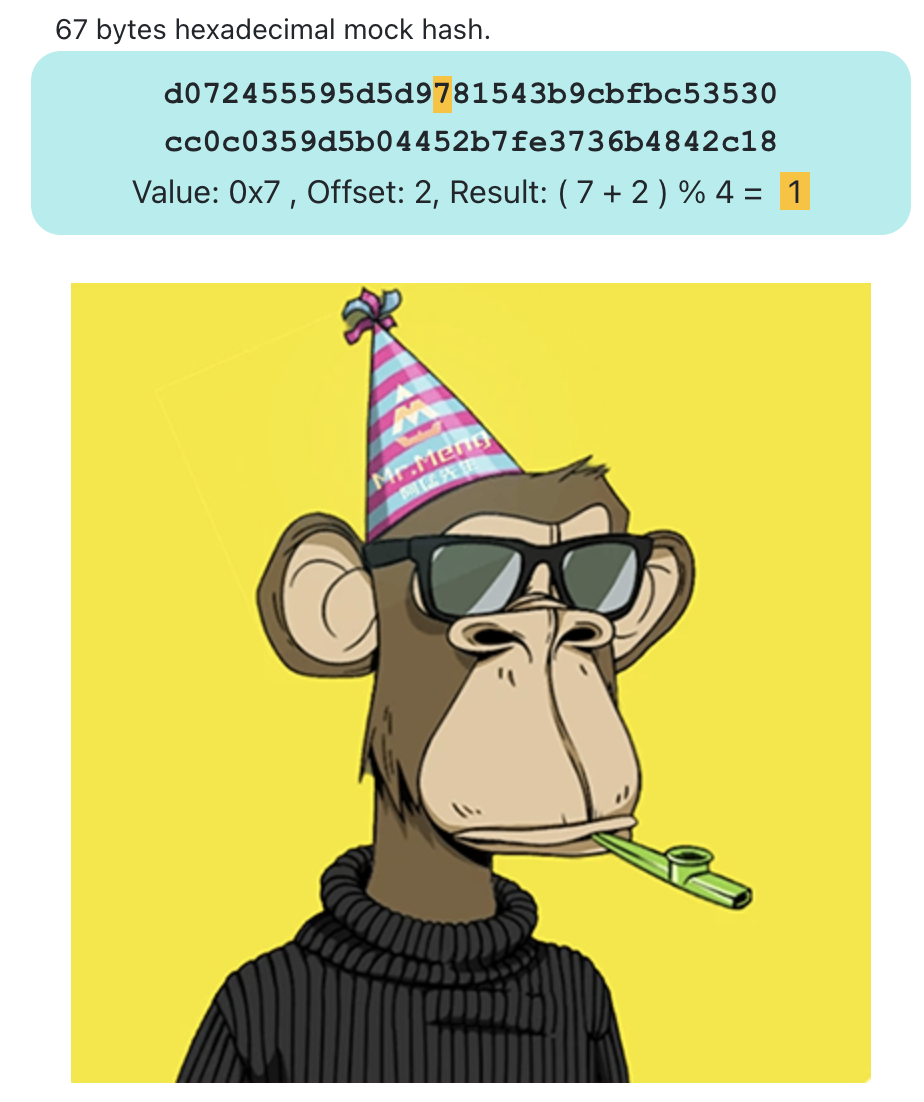 67 bytes hexadecimal mock hash.
d072455595d5d9781543b9cbfbc53530
cc0c0359d5b04452b7fe3736b4842c18
Value: 0x7 , Offset: 2, Result: ( 7 + 2 ) % 4 = 1
Mr.Meng